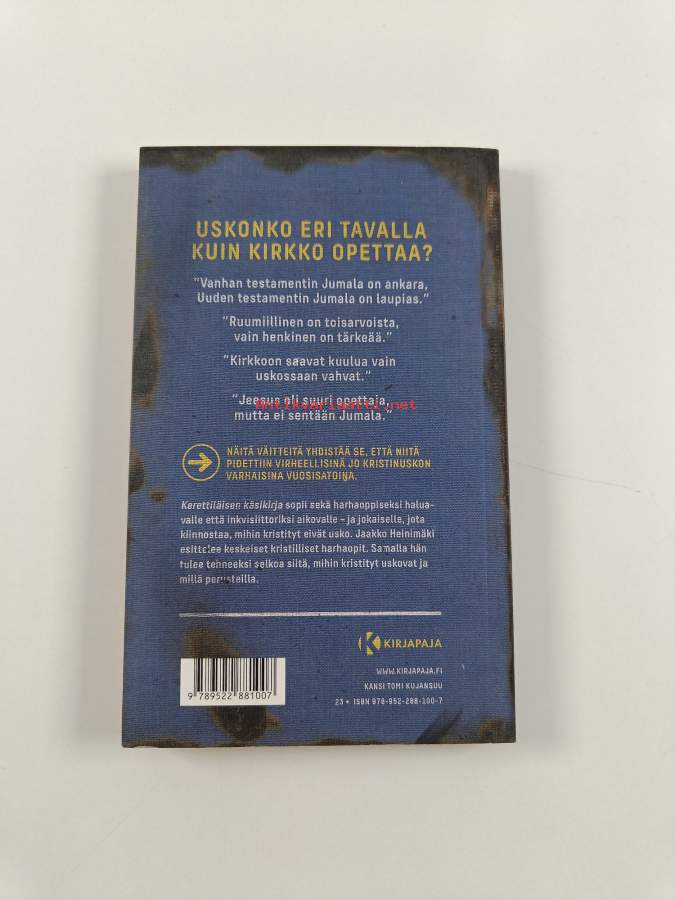 USKONKO ERI TAVALLA
KUIN KIRKKO OPETTAA?
"Vanhan testamentin Jumala on ankara,
Uuden testamentin Jumala on laupias."
"Ruumiillinen on toisarvoista,
vain henkinen on tärkeää."
"Kirkkoon saavat kuulua vain
uskossaan vahvat."
"Jeesus oli suuri opettaja,
Antikvariaatti.net
mutta ei sentään Jumala."
NÄITÄ VÄITTEITÄ YHDISTÄÄ SE, ETTÄ NIITÄ
PIDETTIIN VIRHEELLISINÄ JO KRISTINUSKON
VARHAISINA VUOSISATOINA.
Kerettiläisen käsikirja sopii sekä harhaoppiseksi halua-
valle että inkvisiittoriksi aikovalle – ja jokaiselle, jota
kiinnostaa, mihin kristityt eivät usko. Jaakko Heinimäki
esittelee keskeiset kristilliset harhaopit. Samalla hän
tulee tehneeksi selkoa siitä, mihin kristityt uskovat ja
millä perusteilla.
KIRJAPAJA
WWW.KIRJAPAJA.FI
KANSI TOMI KUJANSUU
23 • ISBN 978-952-288-100-7
9 789522 881007